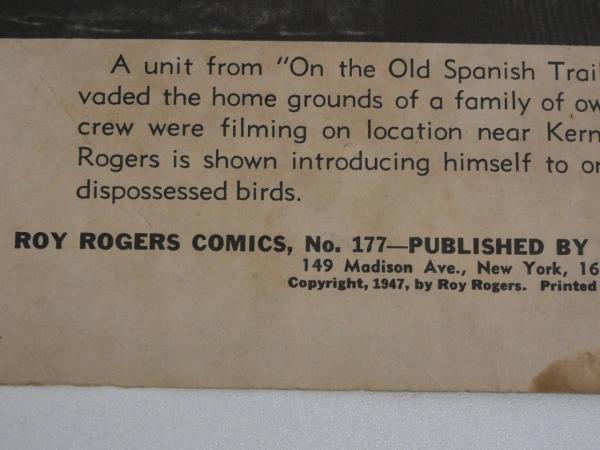 A unit from "On the Old Spanish Trail
vaded the home grounds of a family of ow
crew were filming on location near Kern
Rogers is shown introducing himself to or
dispossessed birds.
ROY ROGERS COMICS, No. 177—PUBLISHED BY
149 Madison Ave., New York, 16
Copyright, 1947, by Roy Rogers. Printed